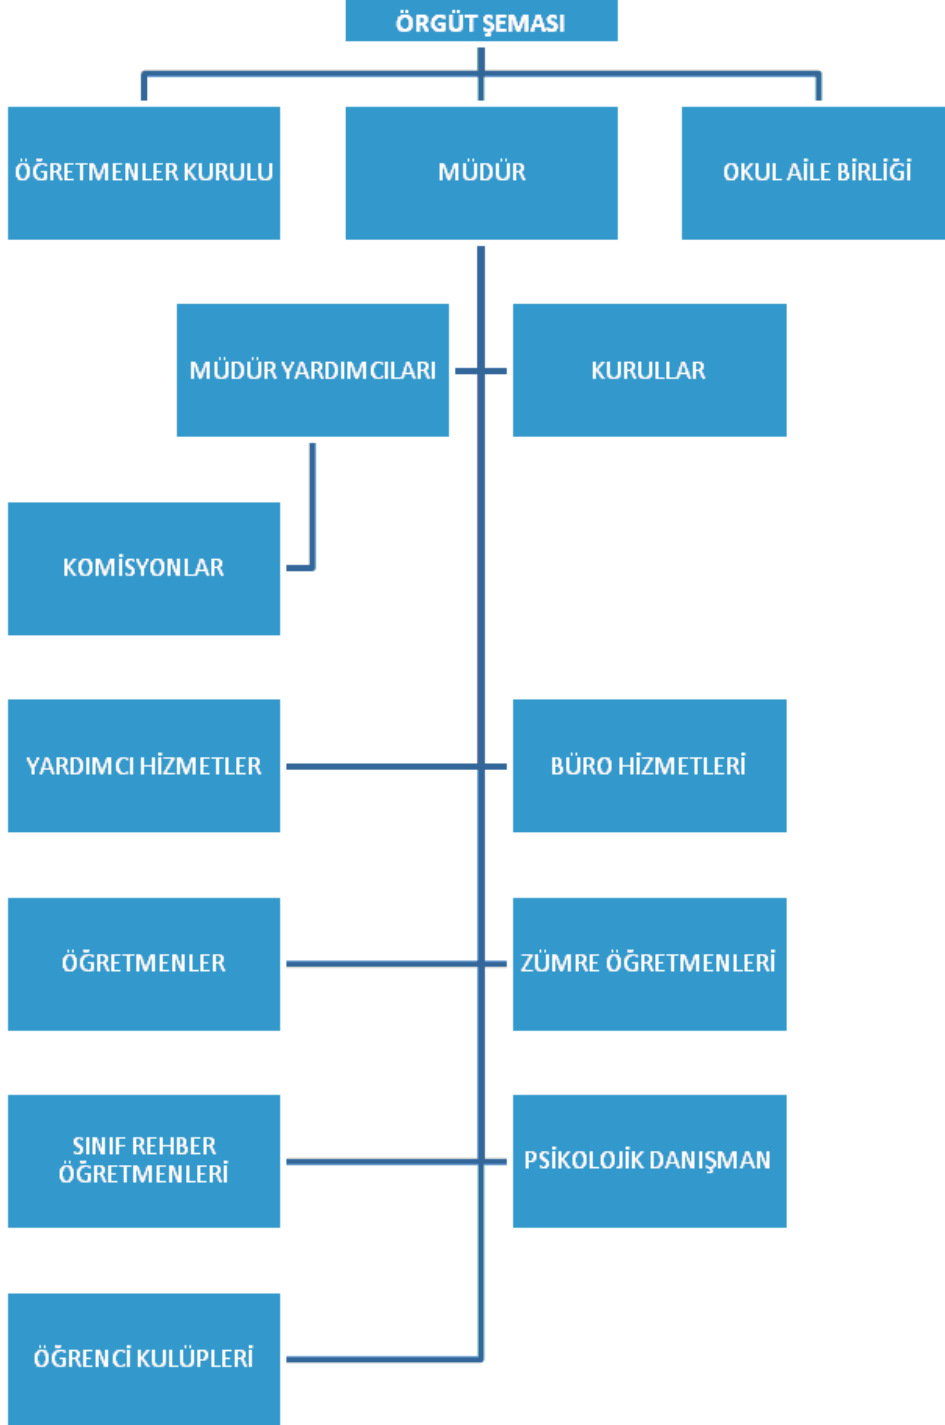 ÖRGÜT ŞEMASI
ÖĞRETMENLER KURULU
MÜDÜR
OKUL AİLE BİRLİĞİ
MÜDÜR YARDIMCILARI
KURULLAR
KOMİSYONLAR
YARDIMCI HİZMETLER
BÜRO HİZMETLERİ
ÖĞRETMENLER
ZÜMRE ÖĞRETMENLERİ
SINIF REHBER
ÖĞRETMENLERİ
PSİKOLOJİK DANIŞMAN
ÖĞRENCİ KULÜPLERİ